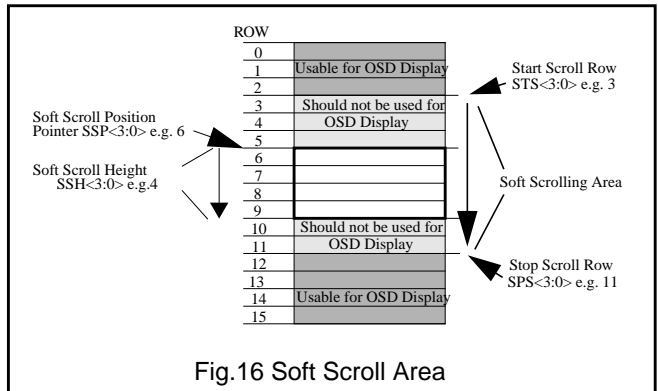 ROW
0
1 Usable for OSD Display
2
3 Should not be used for
4 OSD Display
5
6
7
8
9
10 Should not be used for
11 OSD Display
12
13
14 Usable for OSD Display
15
Soft Scroll Position
Pointer SSP<3:0> e.g. 6
Soft Scroll Height
SSH<3:0> e.g.4
Start Scroll Row
STS<3:0> e.g. 3
Soft Scrolling Area
Stop Scroll Row
SPS<3:0> e.g. 11
Fig.16 Soft Scroll Area